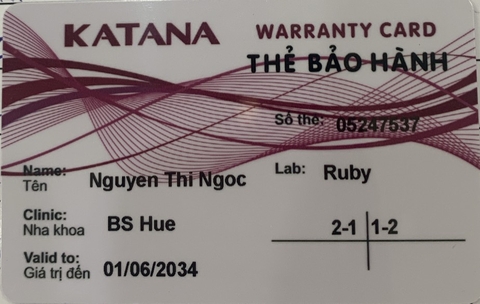 KATANA WARRANTY CARD
THẺ BẢO HÀNH
Số the: 05247537
Name:
Tên Nguyen Thi Ngoc
Lab: Ruby
Clinic:
Nha khoa BS Hue
2-1 1-2
Valid to:
Giá trị đến 01/06/2034